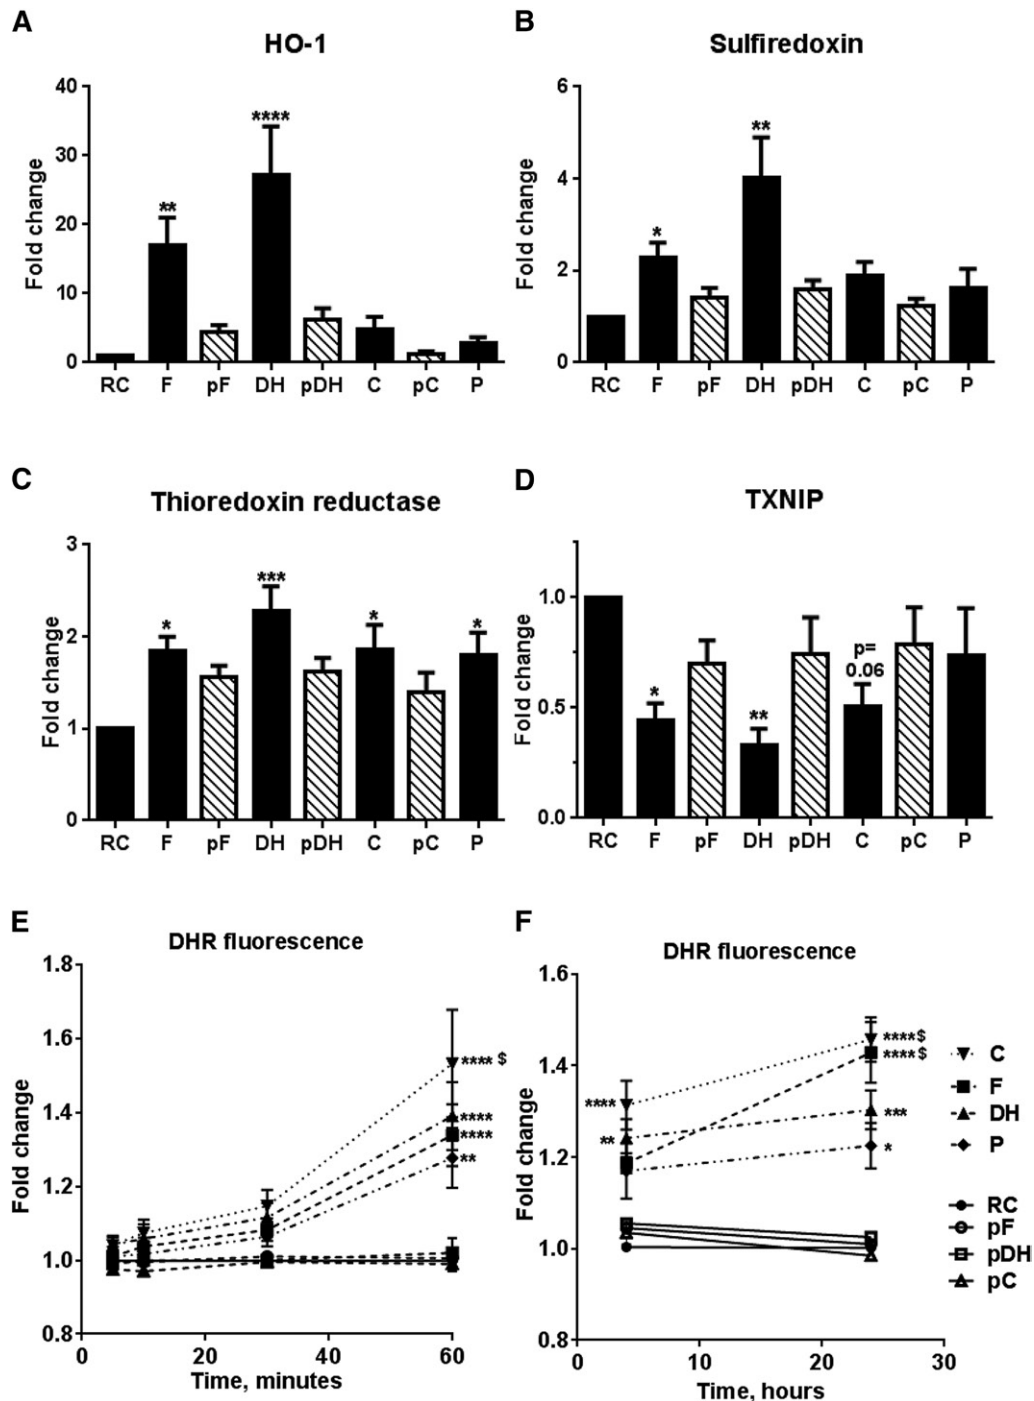 A
HO-1
Fold change
40
30
20
10
0
**
****
RC F pF DH pDH C pC P
B
Sulfiredoxin
Fold change
6
4
2
0
*
**
RC F pF DH pDH C pC P
C
Thioredoxin reductase
Fold change
3
2
1
0
*
***
*
*
RC F pF DH pDH C pC P
D
TXNIP
Fold change
1.0
0.5
0.0
*
**
p=
0.06
RC F pF DH pDH C pC P
E
DHR fluorescence
Fold change
1.8
1.6
1.4
1.2
1.0
0.8
**** $
****
****
**
0 20 40 60
Time, minutes
F
DHR fluorescence
Fold change
1.6
1.4
1.2
1.0
0.8
****
**
****$
****$
***
*
0 10 20 30
Time, hours
C
F
DH
P
RC
pF
pDH
pC